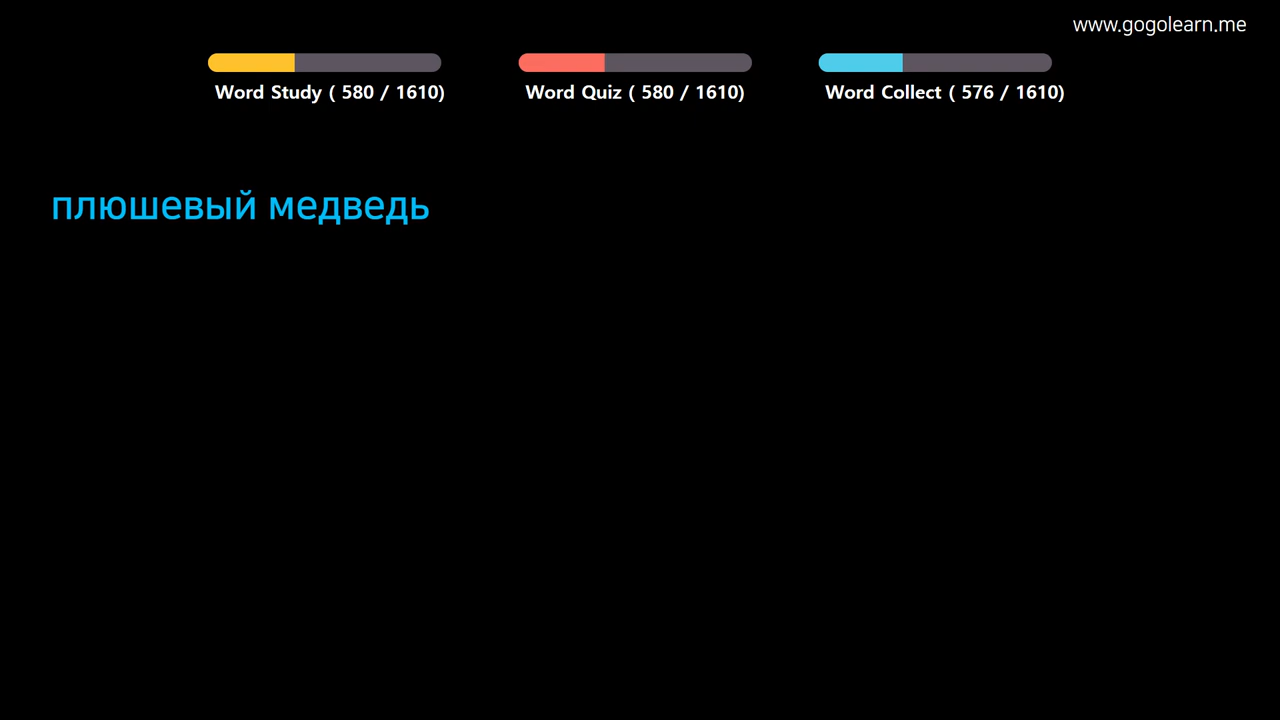 www.gogolearn.me
Word Study ( 580 / 1610)
Word Quiz ( 580 / 1610)
Word Collect ( 576 / 1610)
плюшевый медведь